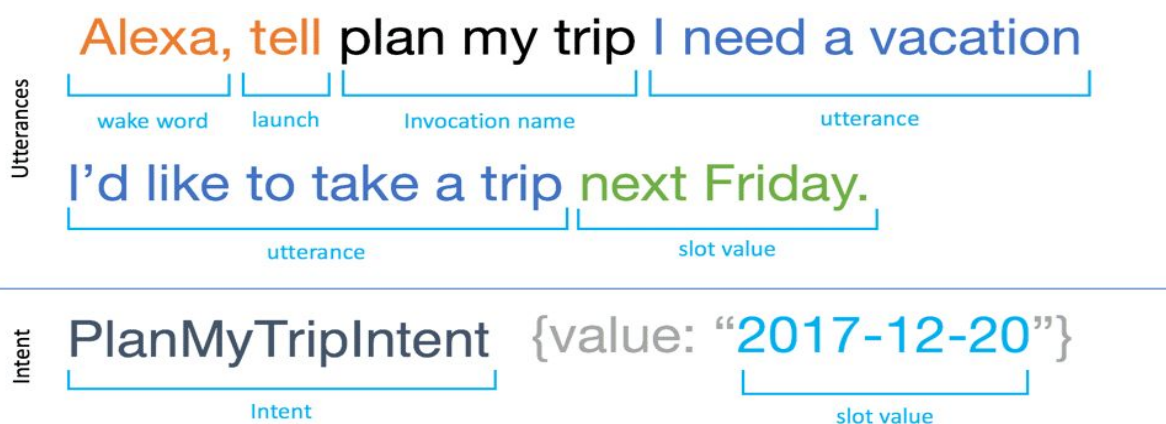 Alexa, tell plan my trip I need a vacation
wake word launch Invocation name utterance
Utterances
I'd like to take a trip next Friday.
utterance slot value
Intent
PlanMyTripIntent {value: “2017-12-20”}
Intent slot value